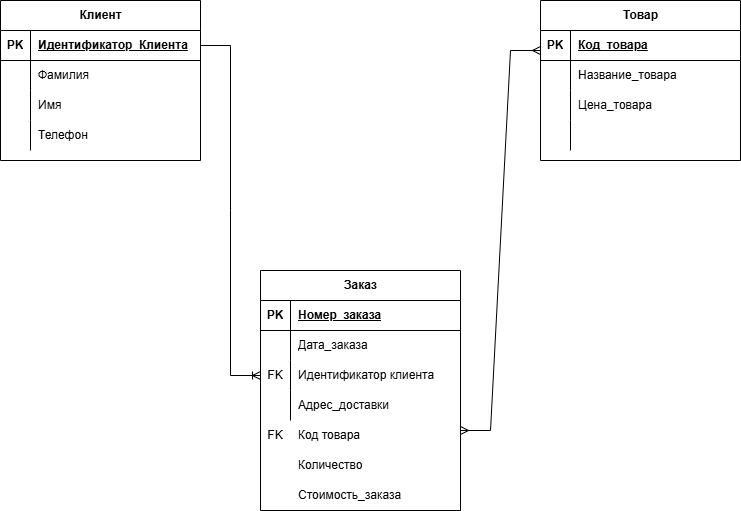 Клиент
PK Идентификатор_Клиента
Фамилия
Имя
Телефон
Товар
PK Код_товара
Название_товара
Цена_товара
Заказ
PK Номер_заказа
Дата_заказа
FK Идентификатор клиента
Адрес_доставки
FK Код товара
Количество
Стоимость_заказа